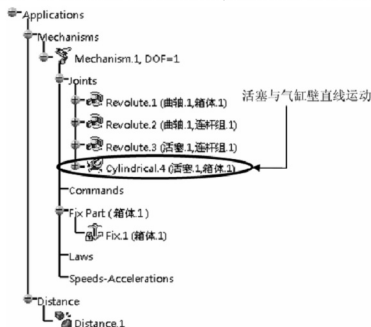 Applications
Mechanisms
Mechanism.1, DOF=1
Joints
活塞与气缸壁直线运动
Revolute.1 (曲轴.1,箱体.1)
Revolute.2 (曲轴.1,连杆组.1)
Revolute.3 (活塞.1,连杆组.1)
Cylindrical.4 (活塞.1,箱体.1)
Commands
Fix Part (箱体.1)
Fix.1 (箱体.1)
Laws
Speeds-Accelerations
Distance
Distance.1